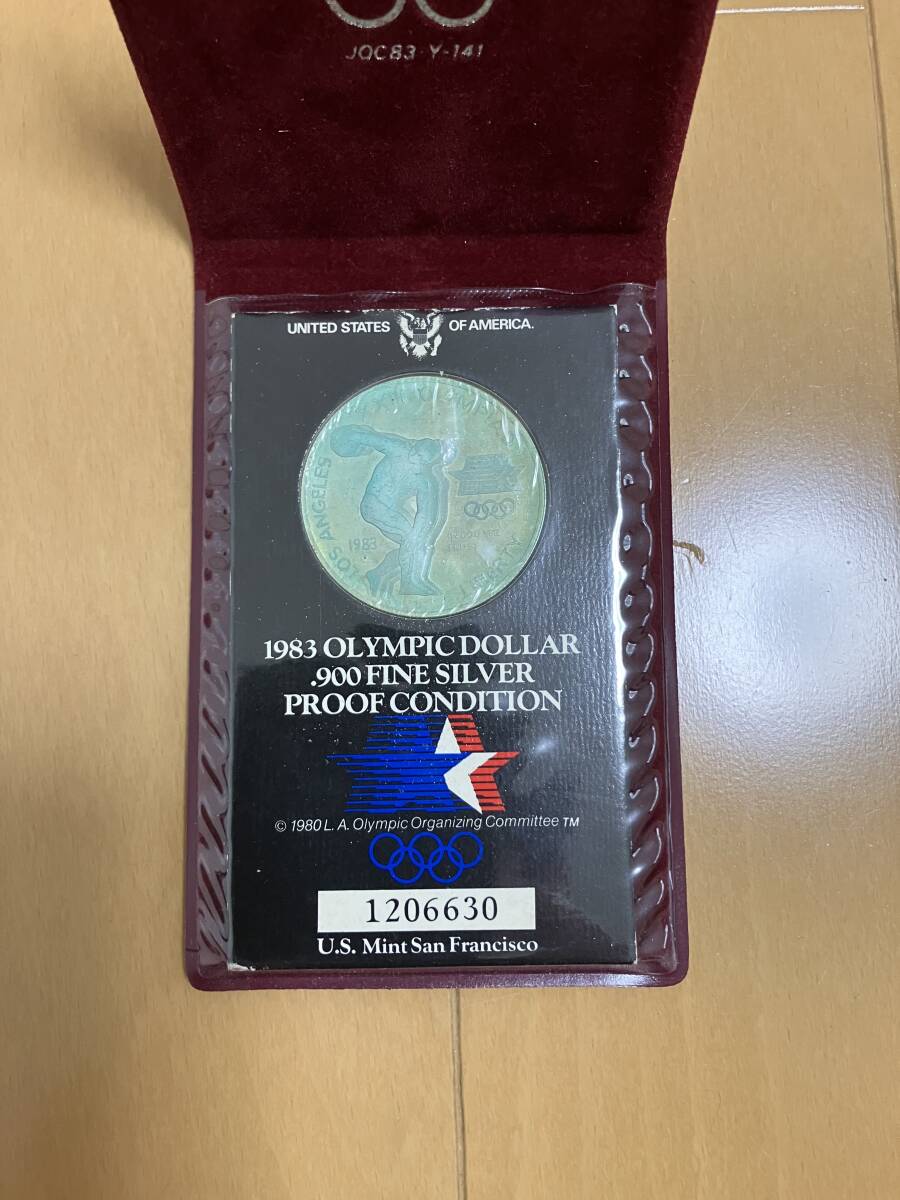 JOC83·Y-141
UNITED STATES OF AMERICA.
LOS ANGELES
1983
1983 OLYMPIC DOLLAR
.900 FINE SILVER
PROOF CONDITION
© 1980 L. A. Olympic Organizing Committee TM
1206630
U.S. Mint San Francisco